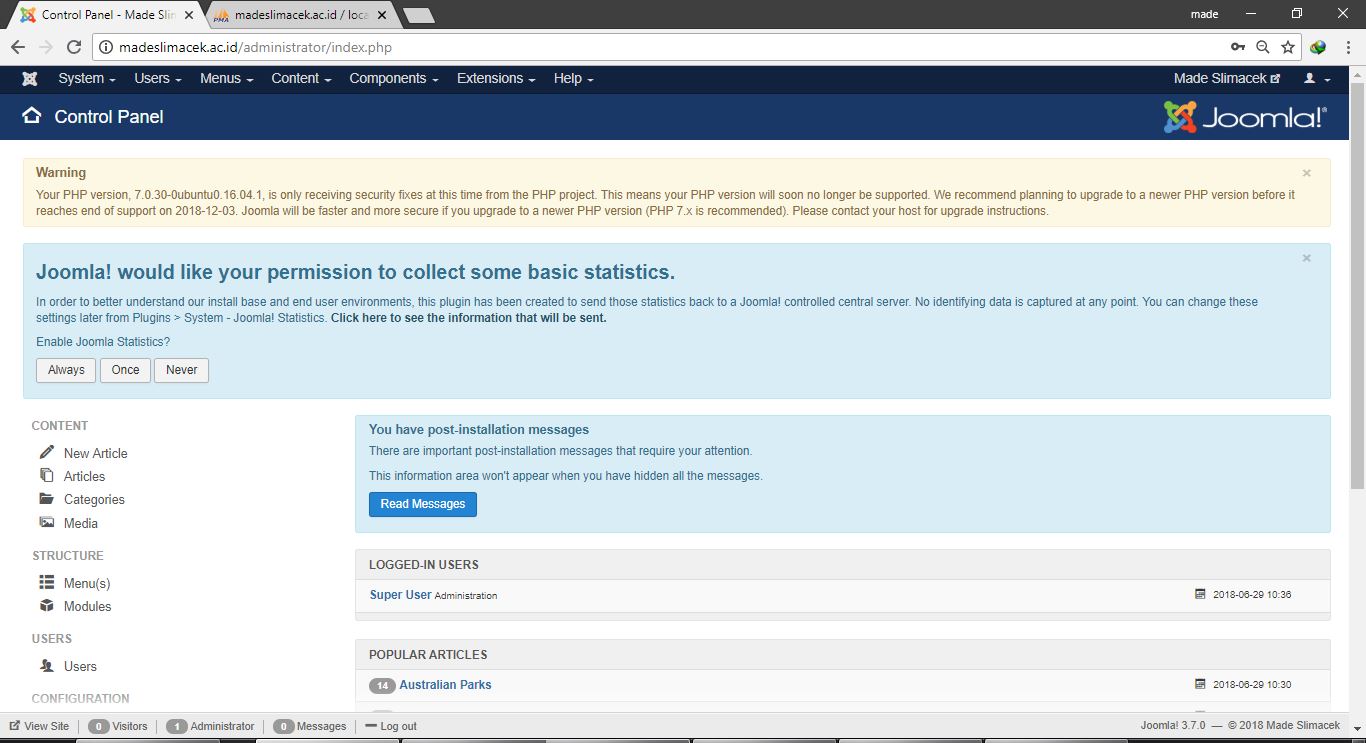 Control Panel - Made Slim
madeslimacek.ac.id / loca
made
madeslimacek.ac.id/administrator/index.php
System Users Menus Content Components Extensions Help Made Slimacek
Control Panel
Joomla!®
Warning
Your PHP version, 7.0.30-0ubuntu0.16.04.1, is only receiving security fixes at this time from the PHP project. This means your PHP version will soon no longer be supported. We recommend planning to upgrade to a newer PHP version before it
reaches end of support on 2018-12-03. Joomla will be faster and more secure if you upgrade to a newer PHP version (PHP 7.x is recommended). Please contact your host for upgrade instructions.
Joomla! would like your permission to collect some basic statistics.
In order to better understand our install base and end user environments, this plugin has been created to send those statistics back to a Joomla! controlled central server. No identifying data is captured at any point. You can change these
settings later from Plugins > System - Joomla! Statistics. Click here to see the information that will be sent.
Enable Joomla Statistics?
Always Once Never
CONTENT
New Article
Articles
Categories
Media
STRUCTURE
Menu(s)
Modules
USERS
Users
CONFIGURATION
You have post-installation messages
There are important post-installation messages that require your attention.
This information area won't appear when you have hidden all the messages.
Read Messages
LOGGED-IN USERS
Super User Administration 2018-06-29 10:36
POPULAR ARTICLES
14 Australian Parks 2018-06-29 10:30
View Site 0 Visitors 1 Administrator 0 Messages Log out Joomla! 3.7.0 — © 2018 Made Slimacek